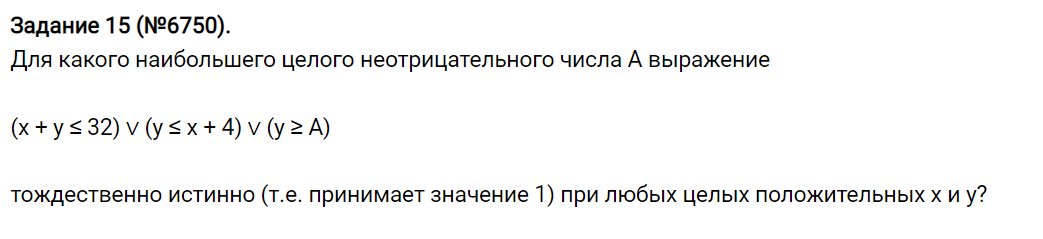 Задание 15 (№6750).
Для какого наибольшего целого неотрицательного числа А выражение
(x + y ≤ 32) ∨ (y ≤ x + 4) ∨ (y ≥ A)
тождественно истинно (т.е. принимает значение 1) при любых целых положительных x и y?